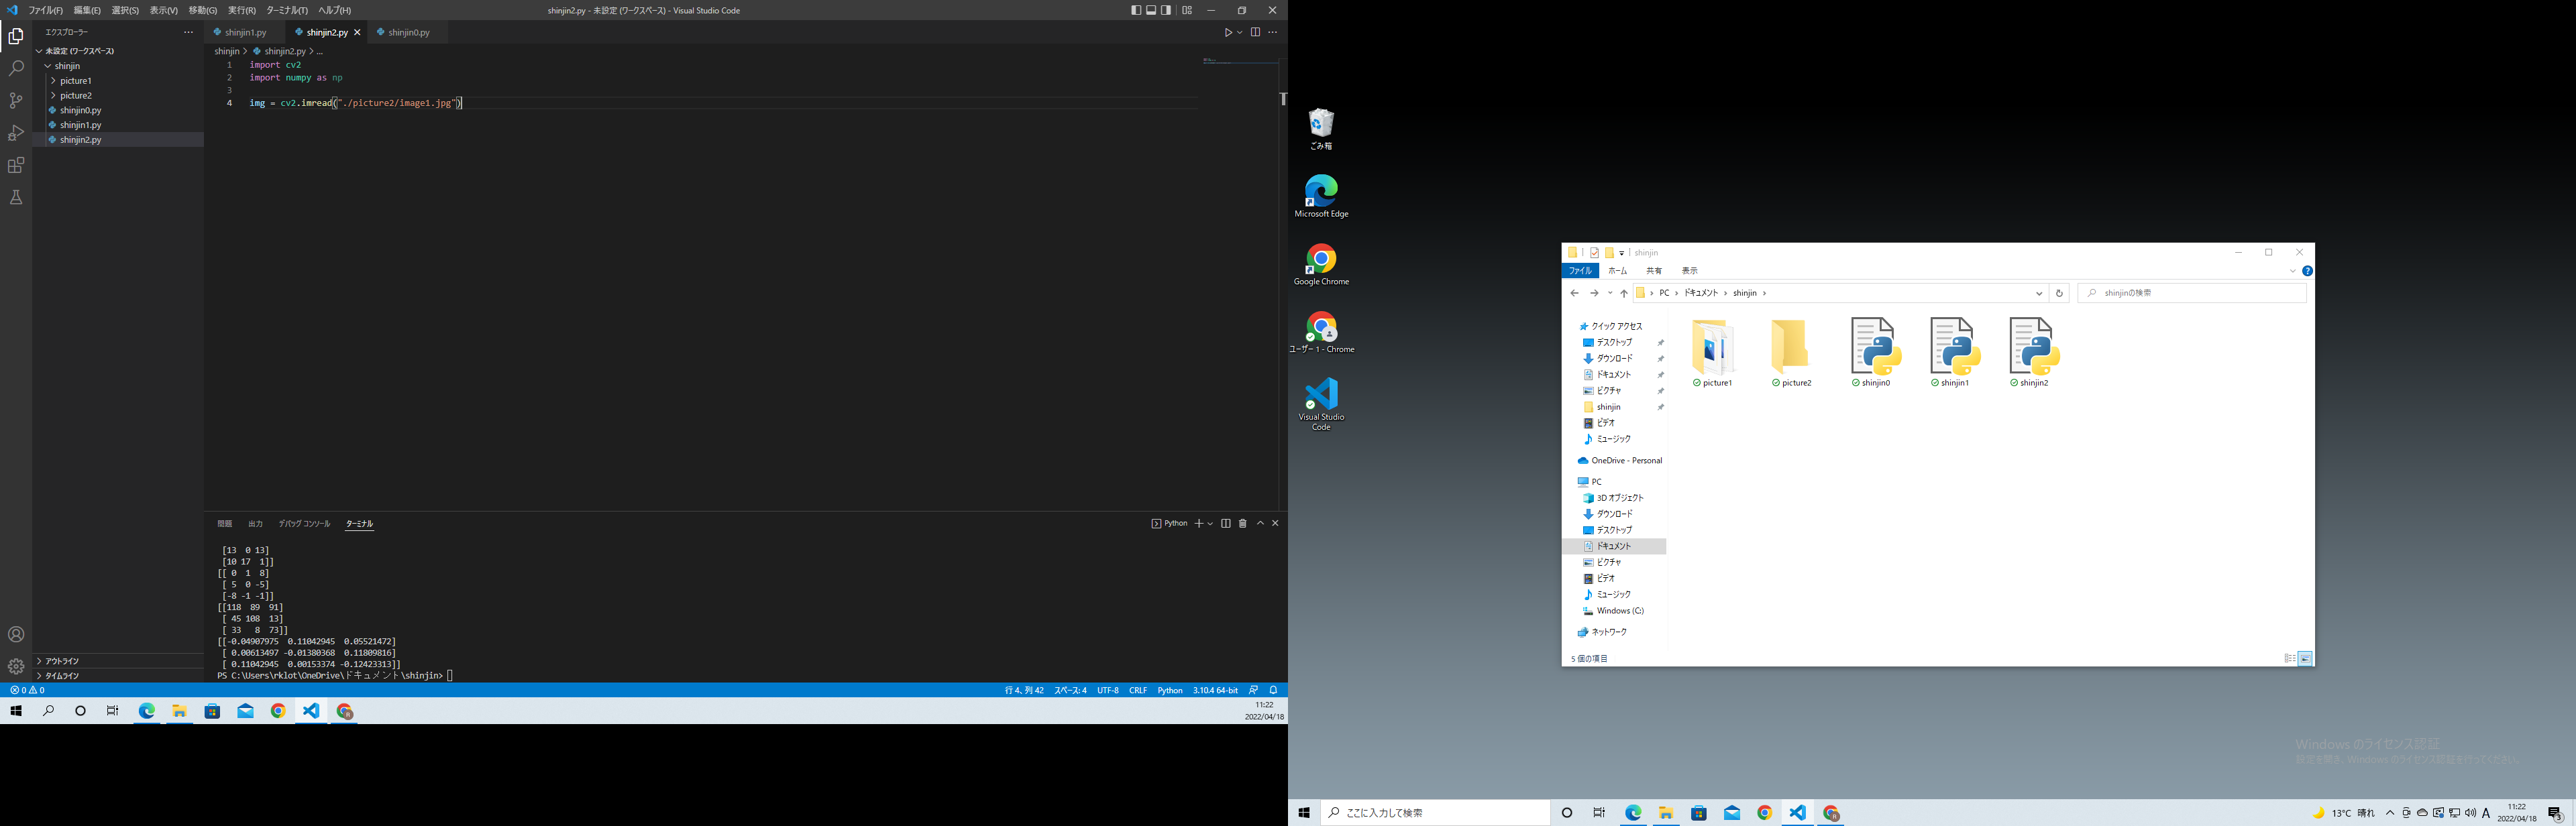 ファイル(F) 編集(E) 選択(S) 表示(V) 移動(G) 実行(R) ターミナル(T) ヘルプ(H) shinjin2.py - 未設定 (ワークスペース) - Visual Studio Code
エクスプローラー
未設定 (ワークスペース)
shinjin
picture1
picture2
shinjin0.py
shinjin1.py
shinjin2.py
アウトライン
タイムライン
shinjin1.py shinjin2.py shinjin0.py
shinjin > shinjin2.py > ...
1 import cv2
2 import numpy as np
3
4 img = cv2.imread("./picture2/image1.jpg")
問題 出力 デバッグ コンソール ターミナル Python
[13 0 13]
[10 17 1]]
[[ 0 1 8]
[ 5 0 -5]
[-8 -1 -1]]
[[118 89 91]
[ 45 108 13]
[ 33 8 73]]
[[-0.04907975 0.11042945 0.05521472]
[ 0.00613497 -0.01380368 0.11809816]
[ 0.11042945 0.00153374 -0.12423313]]
PS C:\Users\rklot\OneDrive\ドキュメント\shinjin>
0 0 行 4、列 42 スペース: 4 UTF-8 CRLF Python 3.10.4 64-bit
11:22
2022/04/18
ごみ箱
Microsoft Edge
Google Chrome
ユーザー 1 - Chrome
Visual Studio
Code
shinjin
ファイル ホーム 共有 表示
PC > ドキュメント > shinjin > shinjinの検索
クイック アクセス
デスクトップ
ダウンロード
ドキュメント
ピクチャ
shinjin
ビデオ
ミュージック
OneDrive - Personal
PC
3D オブジェクト
ダウンロード
デスクトップ
ドキュメント
ピクチャ
ビデオ
ミュージック
Windows (C:)
ネットワーク
picture1 picture2 shinjin0 shinjin1 shinjin2
5 個の項目
Windows のライセンス認証
設定を開き、Windows のライセンス認証を行ってください。
ここに入力して検索
13°C 晴れ A
11:22
2022/04/18
3